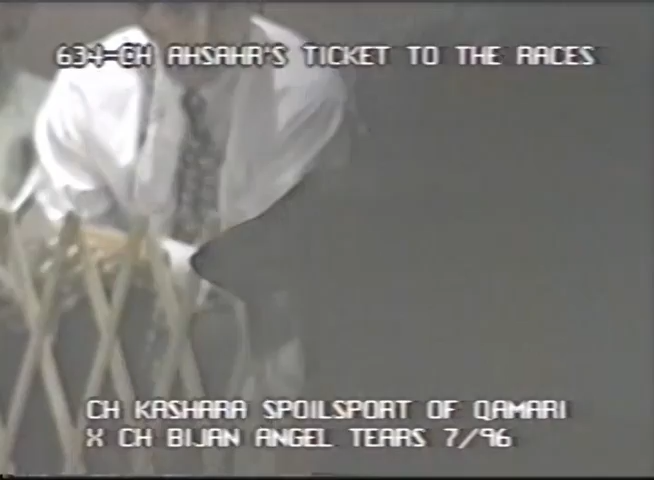 634=CH AHSAHR'S TICKET TO THE RACES
CH KASHARA SPOILSPORT OF QAMARI
X CH BIJAN ANGEL TEARS 7/96